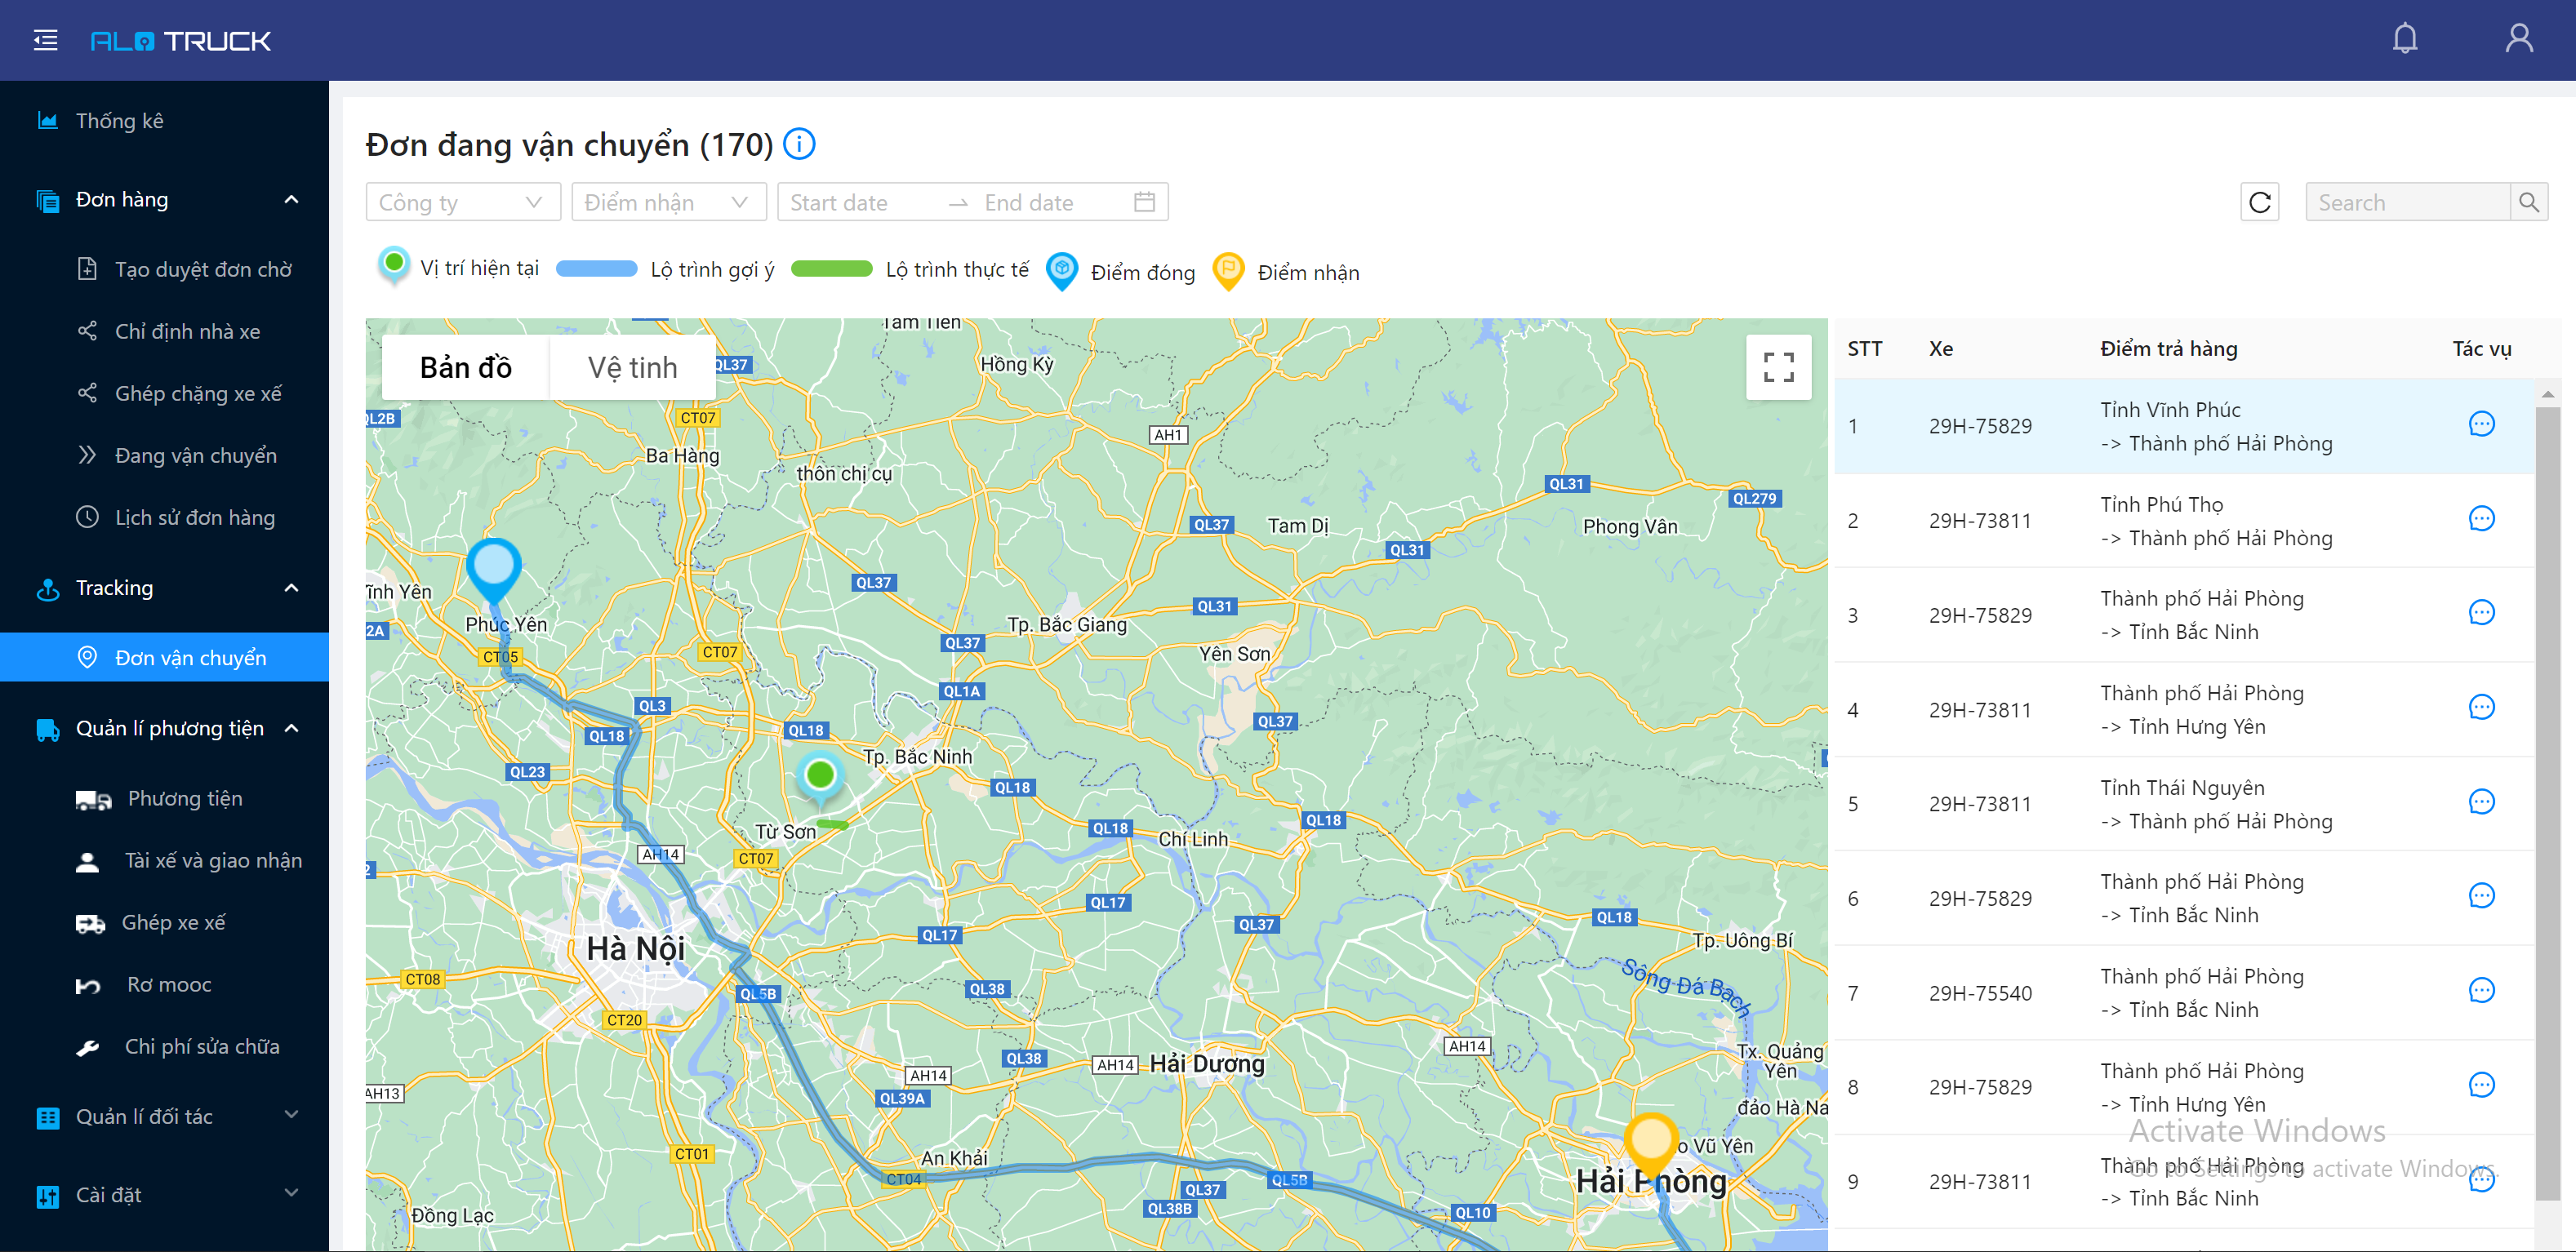 ALO TRUCK
Thống kê
Đơn hàng
Tạo duyệt đơn chờ
Chỉ định nhà xe
Ghép chặng xe xế
Đang vận chuyển
Lịch sử đơn hàng
Tracking
Đơn vận chuyển
Quản lí phương tiện
Phương tiện
Tài xế và giao nhận
Ghép xe xế
Rơ mooc
Chi phí sửa chữa
Quản lí đối tác
Cài đặt
Đơn đang vận chuyển (170)
Công ty
Điểm nhận
Start date
End date
Search
Vị trí hiện tại
Lộ trình gợi ý
Lộ trình thực tế
Điểm đóng
Điểm nhận
Bản đồ
Vệ tinh
Tam Tiến
QL37
Hồng Kỳ
QL2B
CT07
AH1
Ba Hàng
thôn chị cụ
QL31
QL279
QL37
Tam Dị
Phong Vân
QL31
QL37
ĩnh Yên
QL31
Phúc Yên
Tp. Bắc Giang
2A
QL37
CT05
CT07
Yên Sơn
QL1A
QL3
QL37
QL18
QL18
Tp. Bắc Ninh
QL23
QL18
Từ Sơn
QL18
QL18
Chí Linh
AH14
CT07
QL17
QL18
QL37
QL17
Hà Nội
Tp. Uông Bí
CT08
Sông Đá Bạch
QL38
QL5B
CT20
AH14
QL38
Tx. Quảng
Yên
AH14
Hải Dương
AH14
AH13
QL39A
đảo Hà Na
o Vũ Yên
CT01
An Khải
CT04
QL5B
Hải Phòng
QL37
QL38B
QL10
Đồng Lạc
STT Xe Điểm trả hàng Tác vụ
1 29H-75829 Tỉnh Vĩnh Phúc
-> Thành phố Hải Phòng
2 29H-73811 Tỉnh Phú Thọ
-> Thành phố Hải Phòng
3 29H-75829 Thành phố Hải Phòng
-> Tỉnh Bắc Ninh
4 29H-73811 Thành phố Hải Phòng
-> Tỉnh Hưng Yên
5 29H-73811 Tỉnh Thái Nguyên
-> Thành phố Hải Phòng
6 29H-75829 Thành phố Hải Phòng
-> Tỉnh Bắc Ninh
7 29H-75540 Thành phố Hải Phòng
-> Tỉnh Bắc Ninh
8 29H-75829 Thành phố Hải Phòng
-> Tỉnh Hưng Yên
9 29H-73811 Thành phố Hải Phòng
-> Tỉnh Bắc Ninh
Activate Windows
Go to Settings to activate Windows.